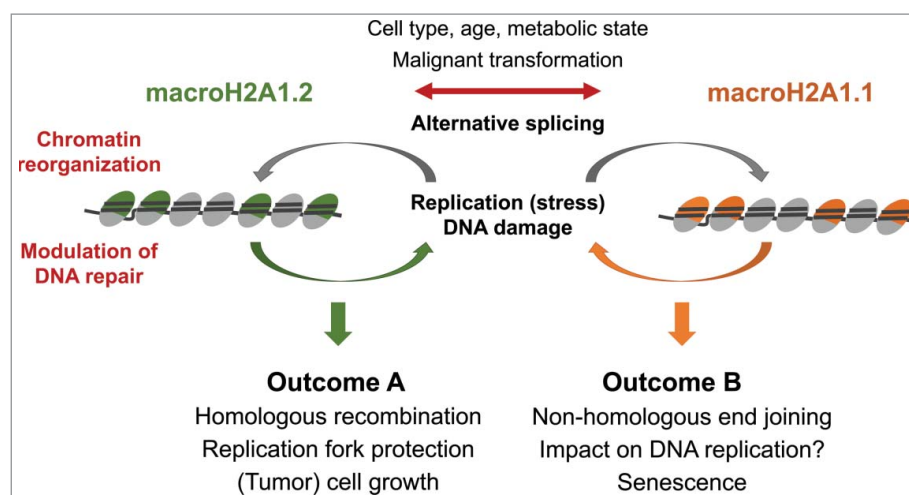 Cell type, age, metabolic state
Malignant transformation
macroH2A1.2
macroH2A1.1
Alternative splicing
Chromatin
reorganization
Replication (stress)
DNA damage
Modulation of
DNA repair
Outcome A
Homologous recombination
Replication fork protection
(Tumor) cell growth
Outcome B
Non-homologous end joining
Impact on DNA replication?
Senescence